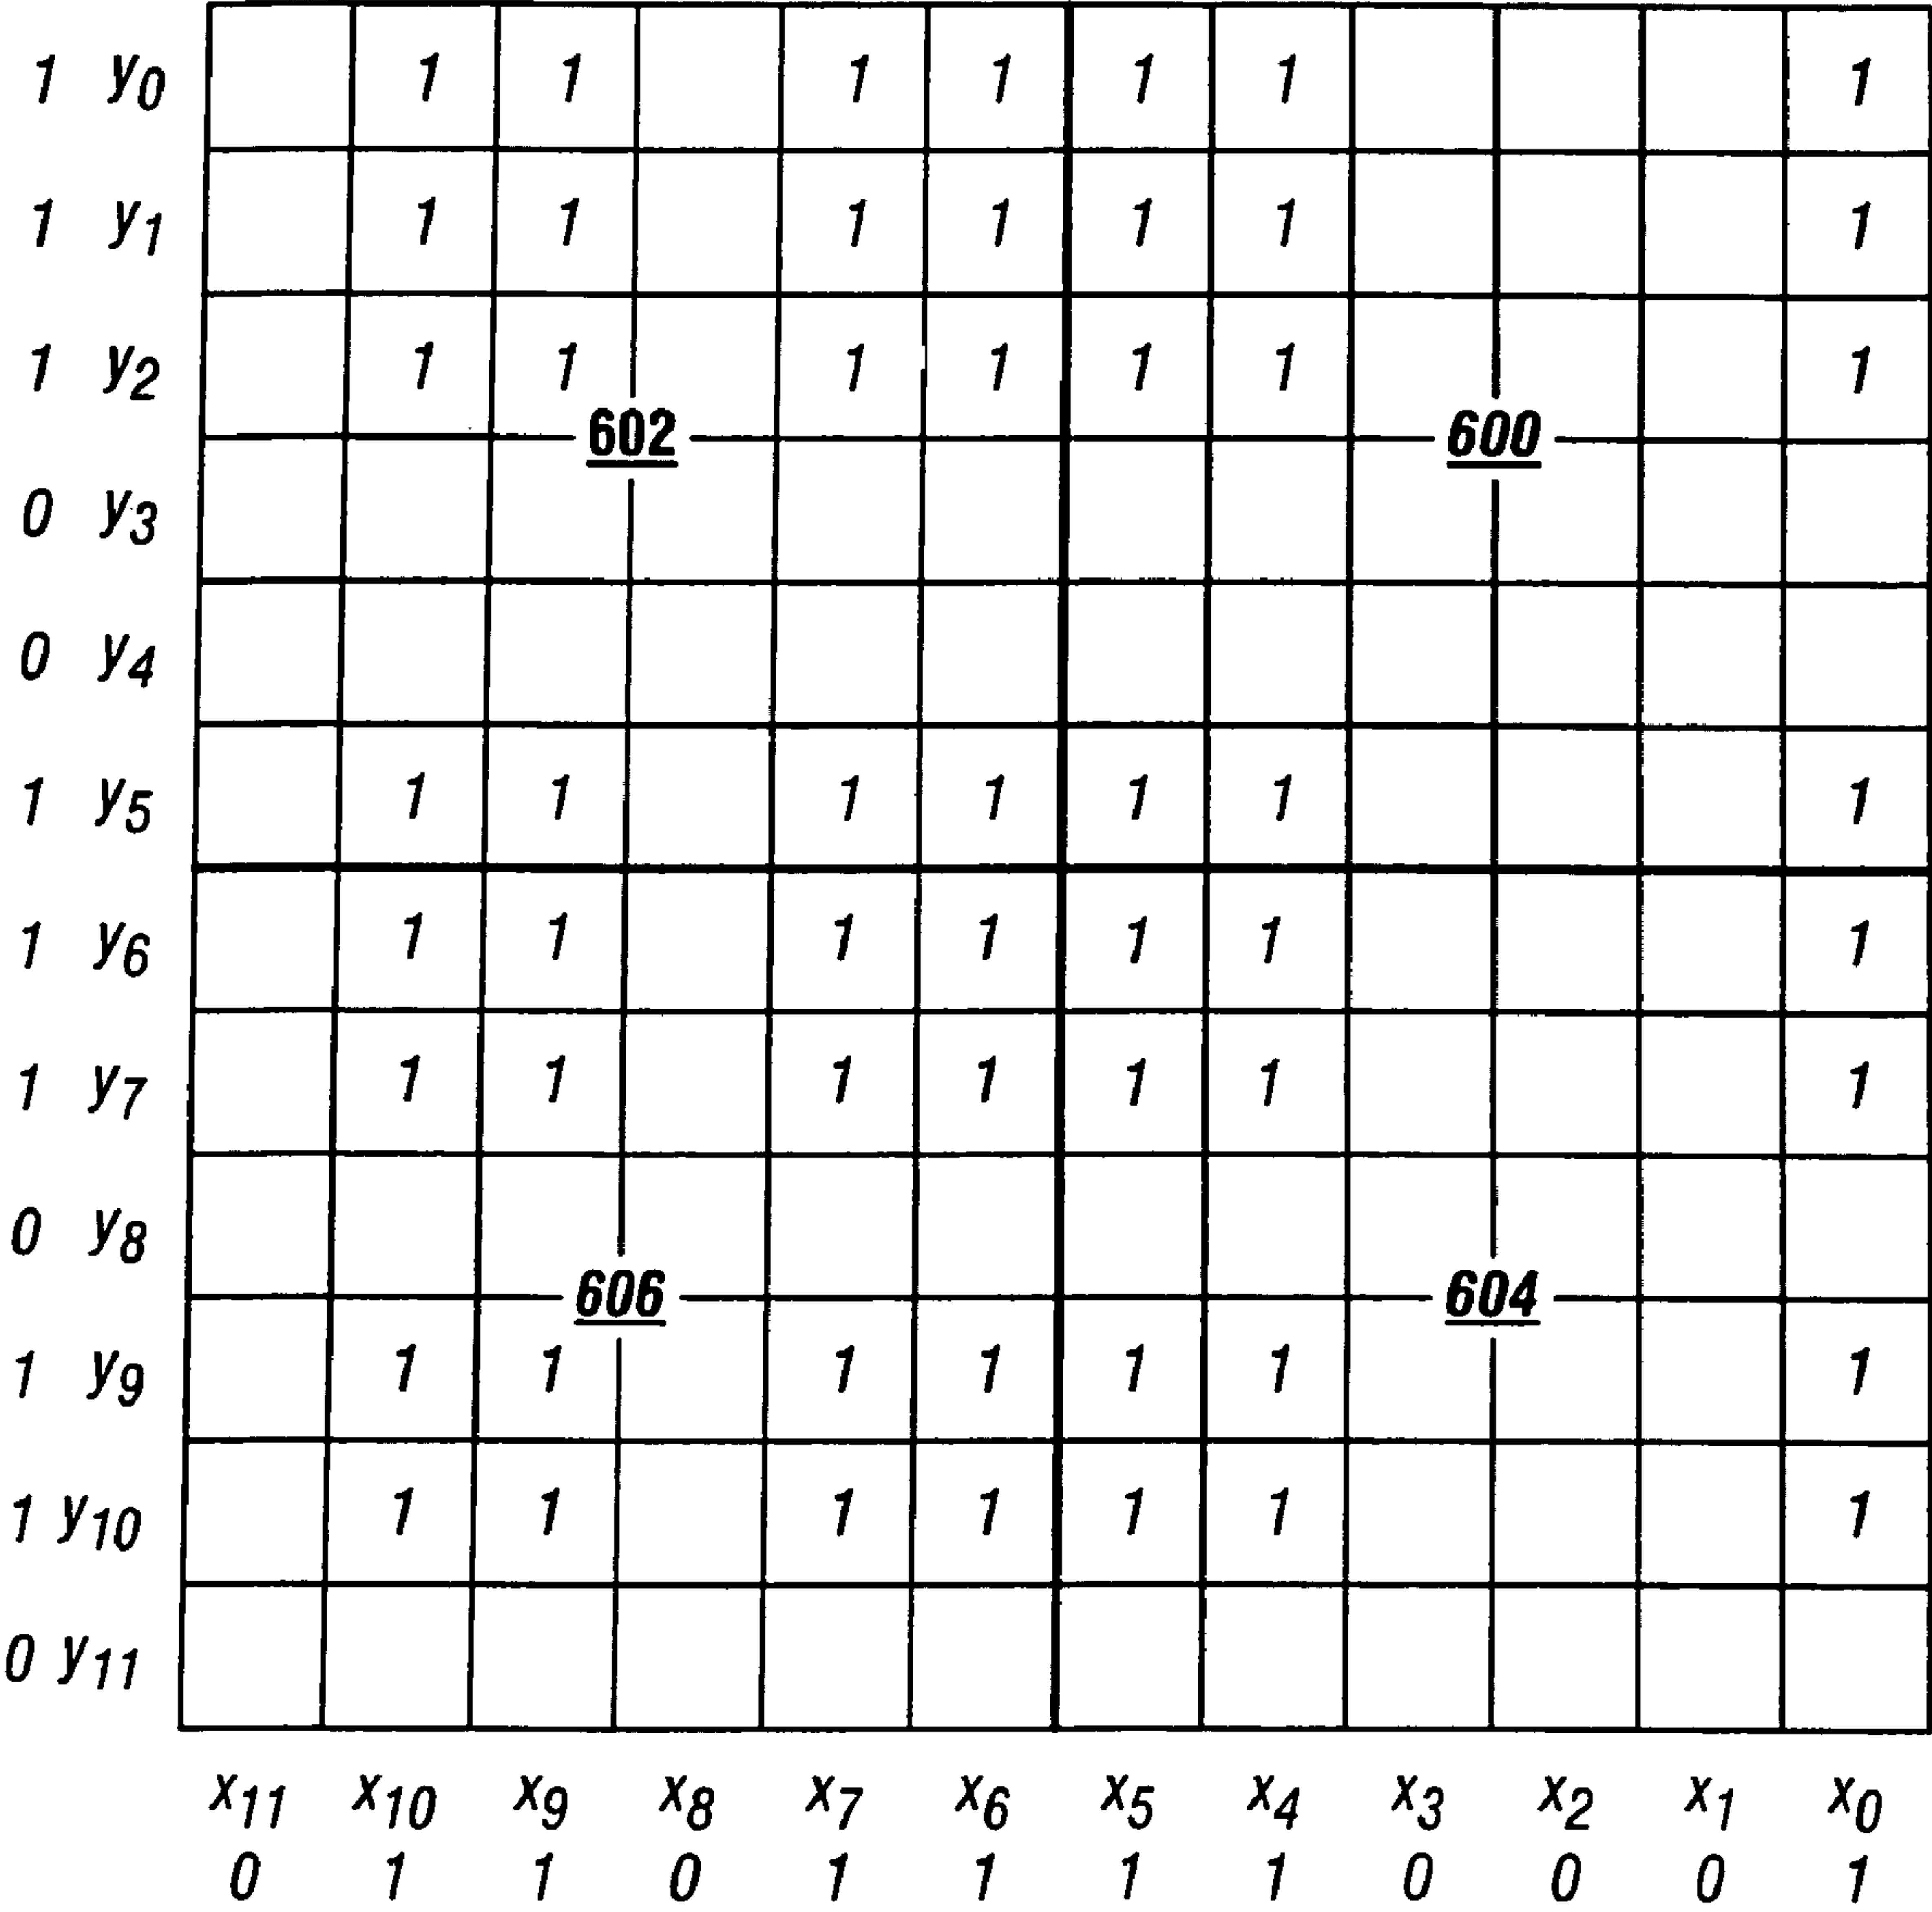 1 y0 1 1 1 1 1 1 1
1 y1 1 1 1 1 1 1 1
1 y2 1 1 1 1 1 1 1
602 600
0 y3
0 y4
1 y5 1 1 1 1 1 1 1
1 y6 1 1 1 1 1 1 1
1 y7 1 1 1 1 1 1 1
0 y8
606 604
1 y9 1 1 1 1 1 1 1
1 y10 1 1 1 1 1 1 1
0 y11
x11 x10 x9 x8 x7 x6 x5 x4 x3 x2 x1 x0
0 1 1 0 1 1 1 1 0 0 0 1